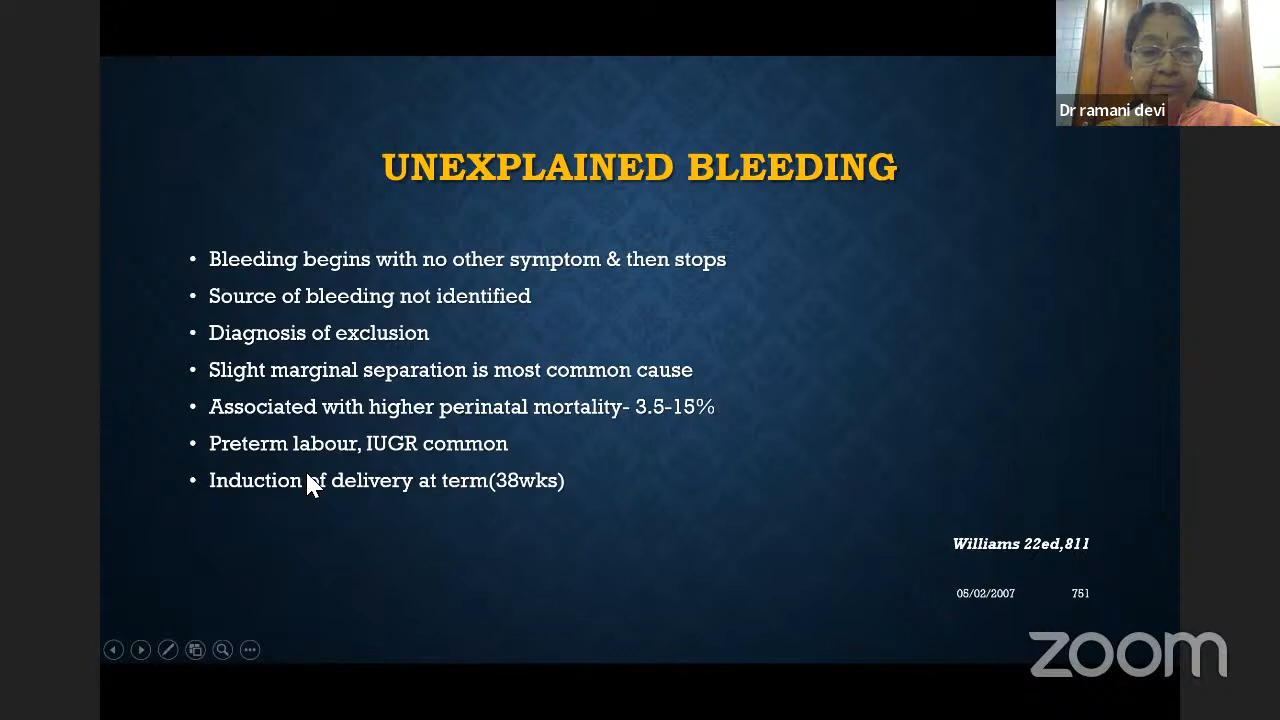 Dr ramani devi
UNEXPLAINED BLEEDING
• Bleeding begins with no other symptom & then stops
• Source of bleeding not identified
• Diagnosis of exclusion
• Slight marginal separation is most common cause
• Associated with higher perinatal mortality- 3.5-15%
• Preterm labour, IUGR common
• Induction of delivery at term(38wks)
Williams 22ed,811
05/02/2007 751
zoom